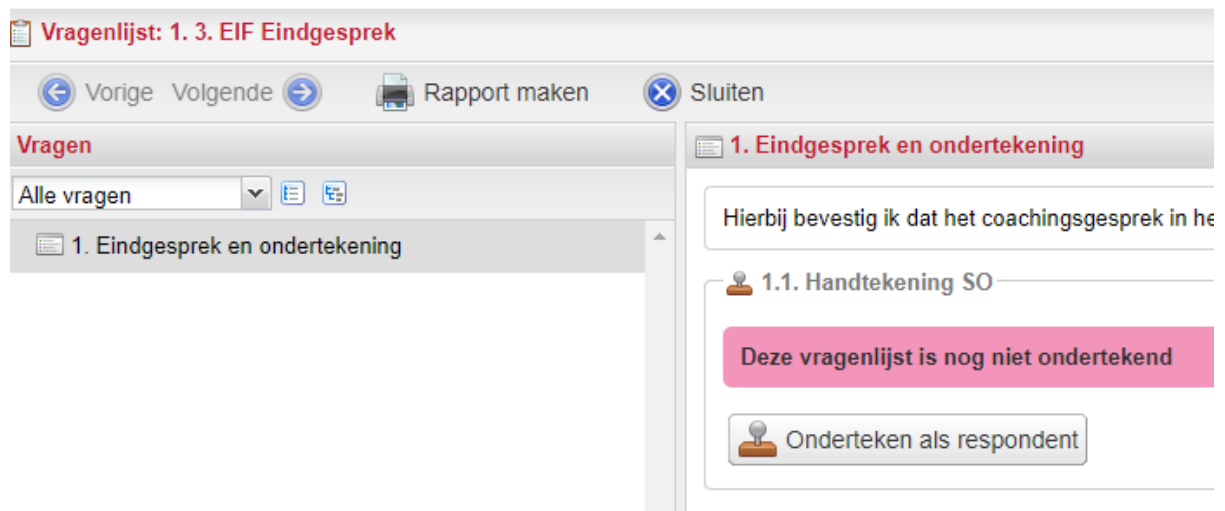 Vragenlijst: 1. 3. EIF Eindgesprek
Vorige Volgende Rapport maken Sluiten
Vragen
Alle vragen
1. Eindgesprek en ondertekening
1. Eindgesprek en ondertekening
Hierbij bevestig ik dat het coachingsgesprek in
1.1. Handtekening SO
Deze vragenlijst is nog niet ondertekend
Onderteken als respondent